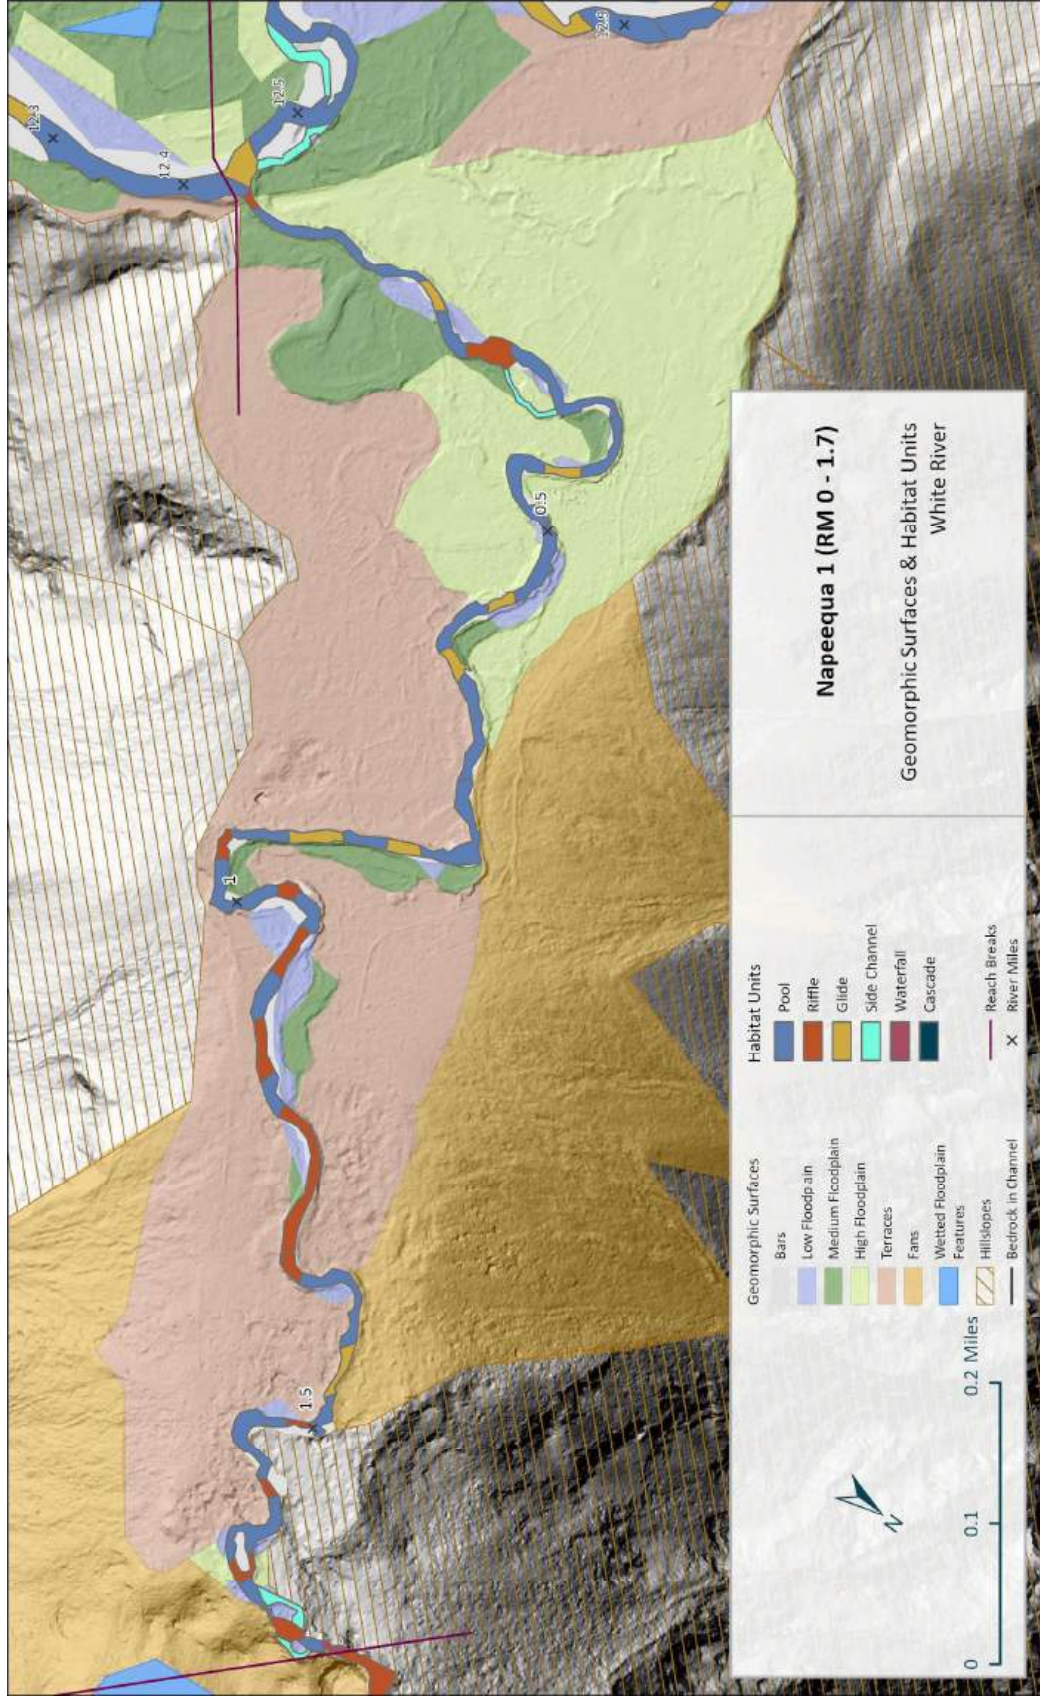 12.3
12.4
12.5
12.9
0.5
1
1.5
Napeequa 1 (RM 0 - 1.7)
Geomorphic Surfaces & Habitat Units
White River
Habitat Units
Pool
Riffle
Glide
Side Channel
Waterfall
Cascade
Reach Breaks
River Miles
Geomorphic Surfaces
Bars
Low Floodplain
Medium Floodplain
High Floodplain
Terraces
Fans
Wetted Floodplain
Features
Hillslopes
Bedrock in Channel
N
0 0.1 0.2 Miles